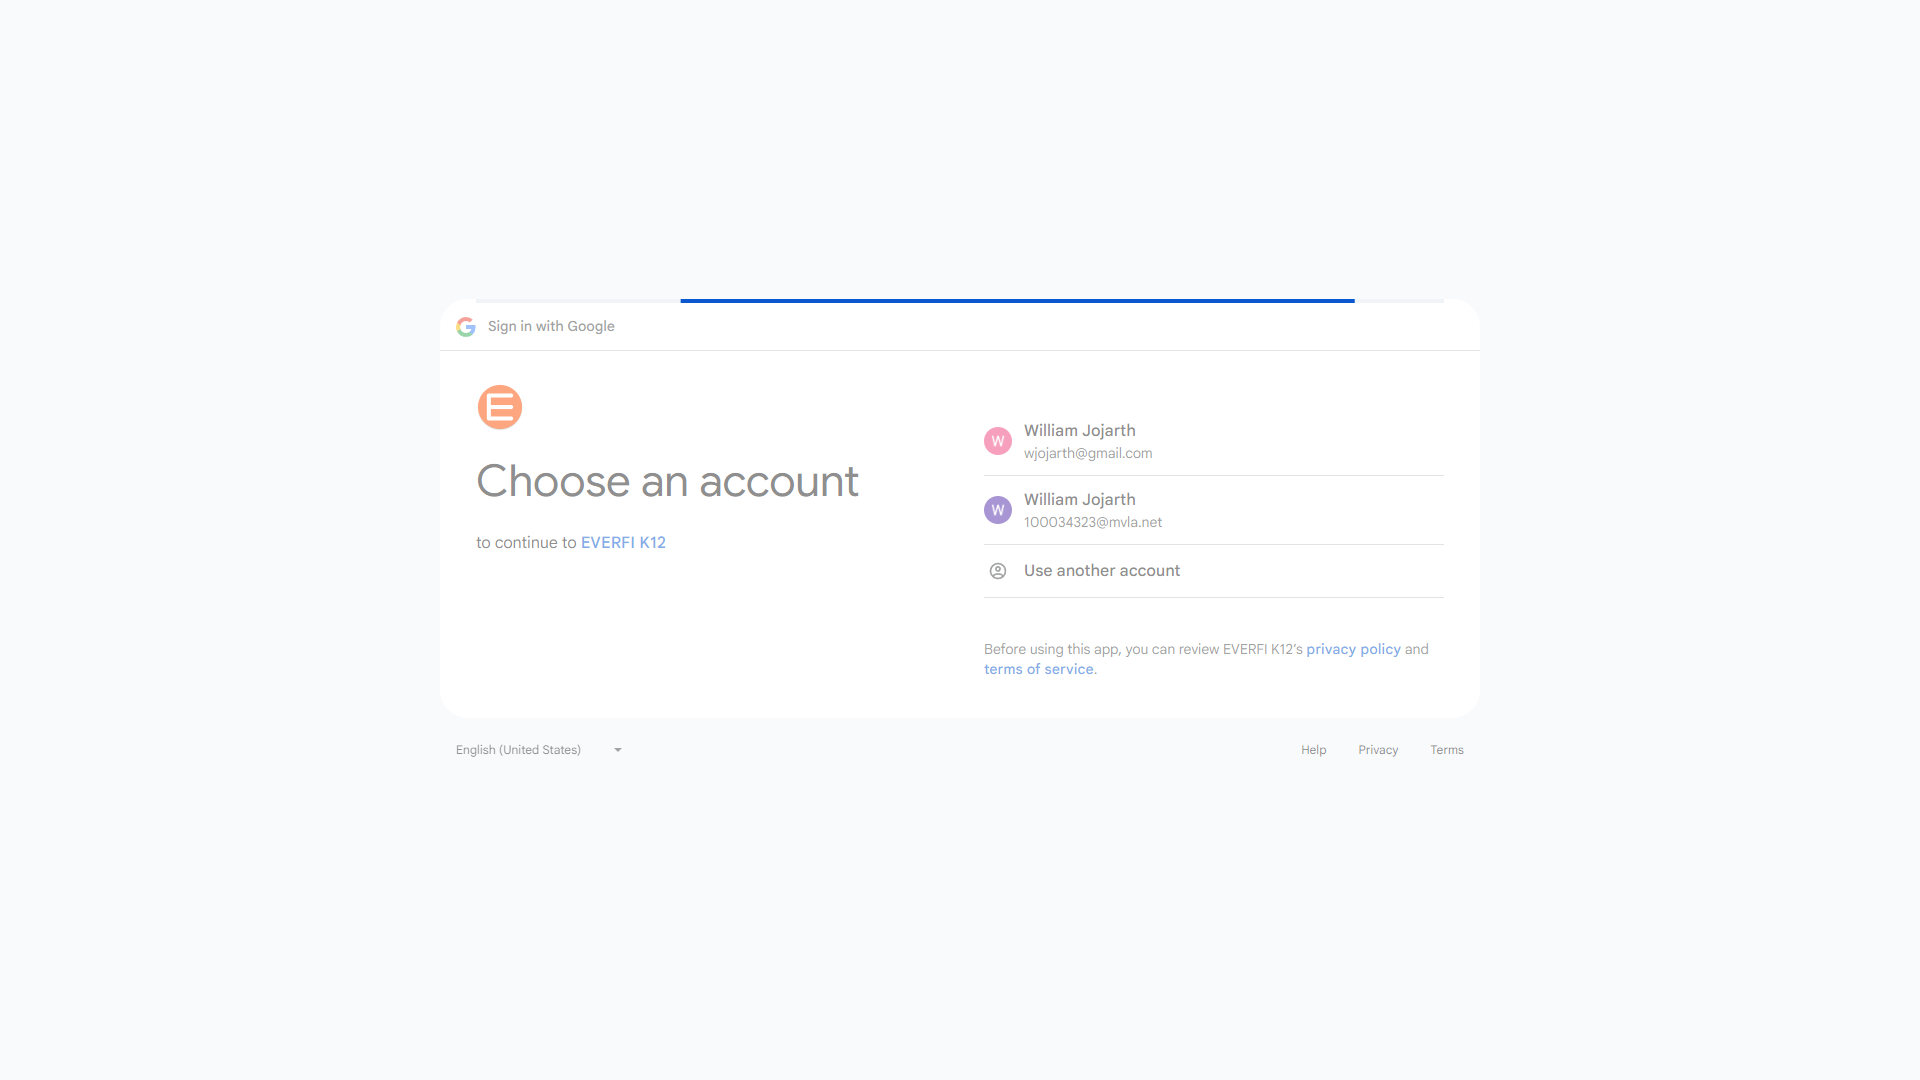 Sign in with Google
Choose an account
to continue to EVERFI K12
W
William Jojarth
wjojarth@gmail.com
W
William Jojarth
100034323@mvla.net
Use another account
Before using this app, you can review EVERFI K12’s privacy policy and
terms of service.
English (United States)
Help
Privacy
Terms